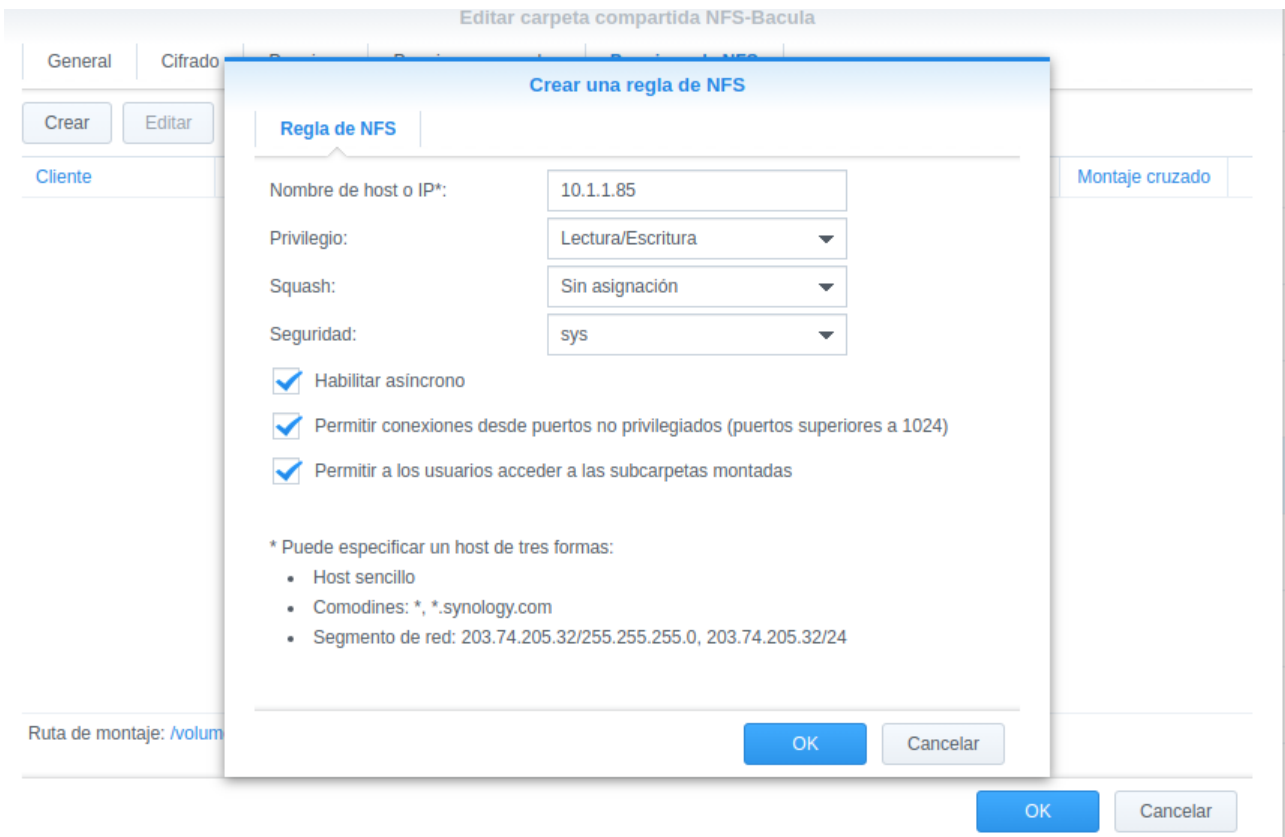 Editar carpeta compartida NFS-Bacula
General Cifrado
Crear una regla de NFS
Crear Editar
Regla de NFS
Cliente Montaje cruzado
Nombre de host o IP*: 10.1.1.85
Privilegio: Lectura/Escritura
Squash: Sin asignación
Seguridad: sys
Habilitar asíncrono
Permitir conexiones desde puertos no privilegiados (puertos superiores a 1024)
Permitir a los usuarios acceder a las subcarpetas montadas
* Puede especificar un host de tres formas:
• Host sencillo
• Comodines: *, *.synology.com
• Segmento de red: 203.74.205.32/255.255.255.0, 203.74.205.32/24
Ruta de montaje: /volum
OK Cancelar
OK Cancelar